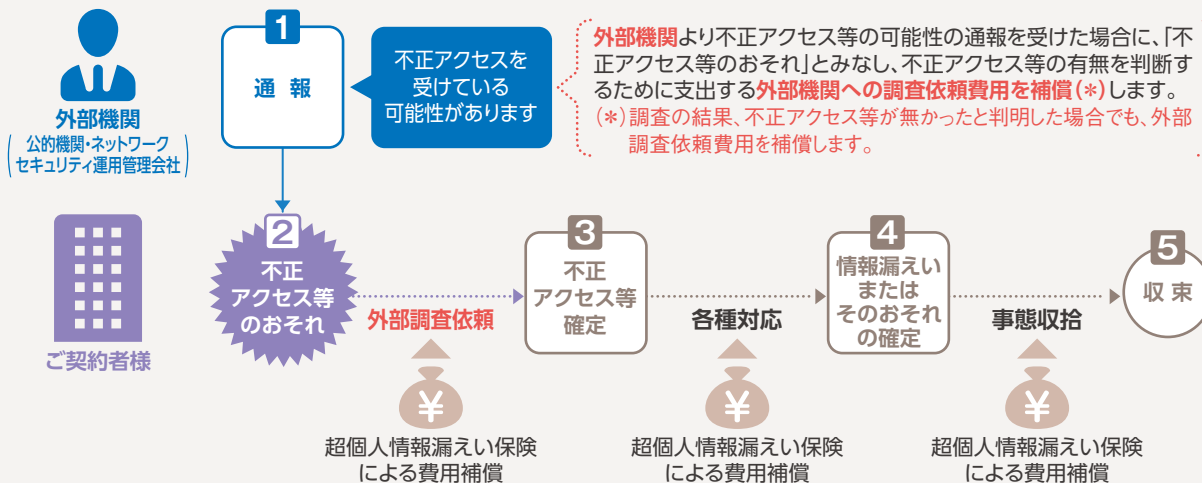 1
通報
不正アクセスを
受けている
可能性があります
外部機関より不正アクセス等の可能性の通報を受けた場合に、「不
正アクセス等のおそれ」とみなし、不正アクセス等の有無を判断す
るために支出する外部機関への調査依頼費用を補償(*)します。
(*)調査の結果、不正アクセス等が無かったと判明した場合でも、外部
調査依頼費用を補償します。
外部機関
(公的機関・ネットワーク
セキュリティ運用管理会社)
ご契約者様
2
不正
アクセス等
のおそれ
外部調査依頼
3
不正
アクセス等
確定
各種対応
4
情報漏えい
または
そのおそれ
の確定
事態収拾
5
収束
¥
超個人情報漏えい保険
による費用補償
¥
超個人情報漏えい保険
による費用補償
¥
超個人情報漏えい保険
による費用補償